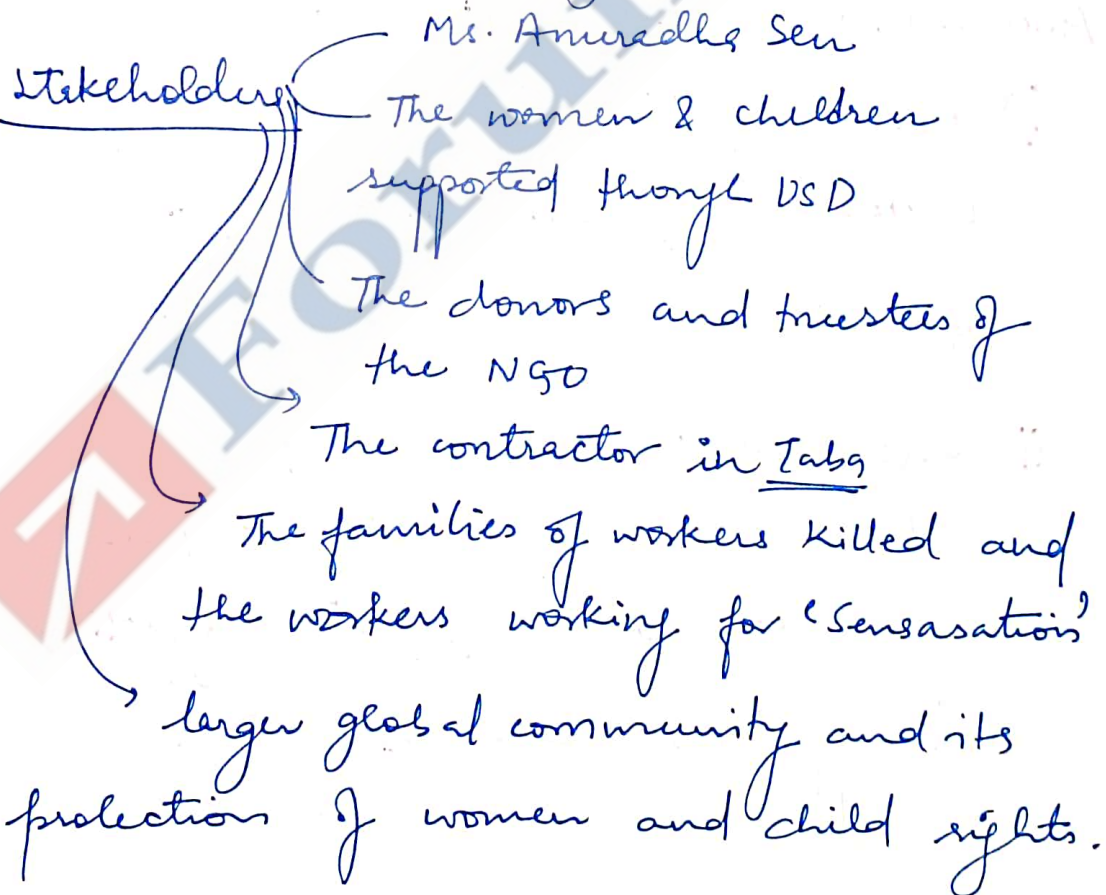 Ms. Anuradha Sen
Stakeholders
The women & children
supported through USD
The donors and trustees of
the NGO
The contractor in Taba
The families of workers killed and
the workers working for 'Sensasation'
larger global community and its
protection of women and child rights.
Forum